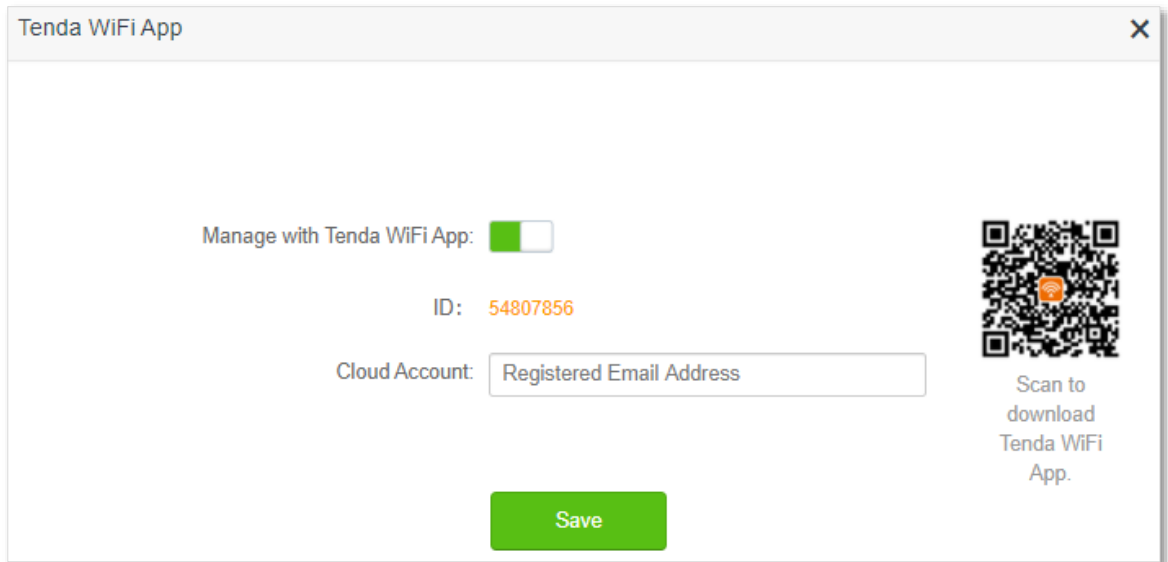 Tenda WiFi App
Manage with Tenda WiFi App:
ID: 54807856
Cloud Account: Registered Email Address
Scan to
download
Tenda WiFi
App.
Save